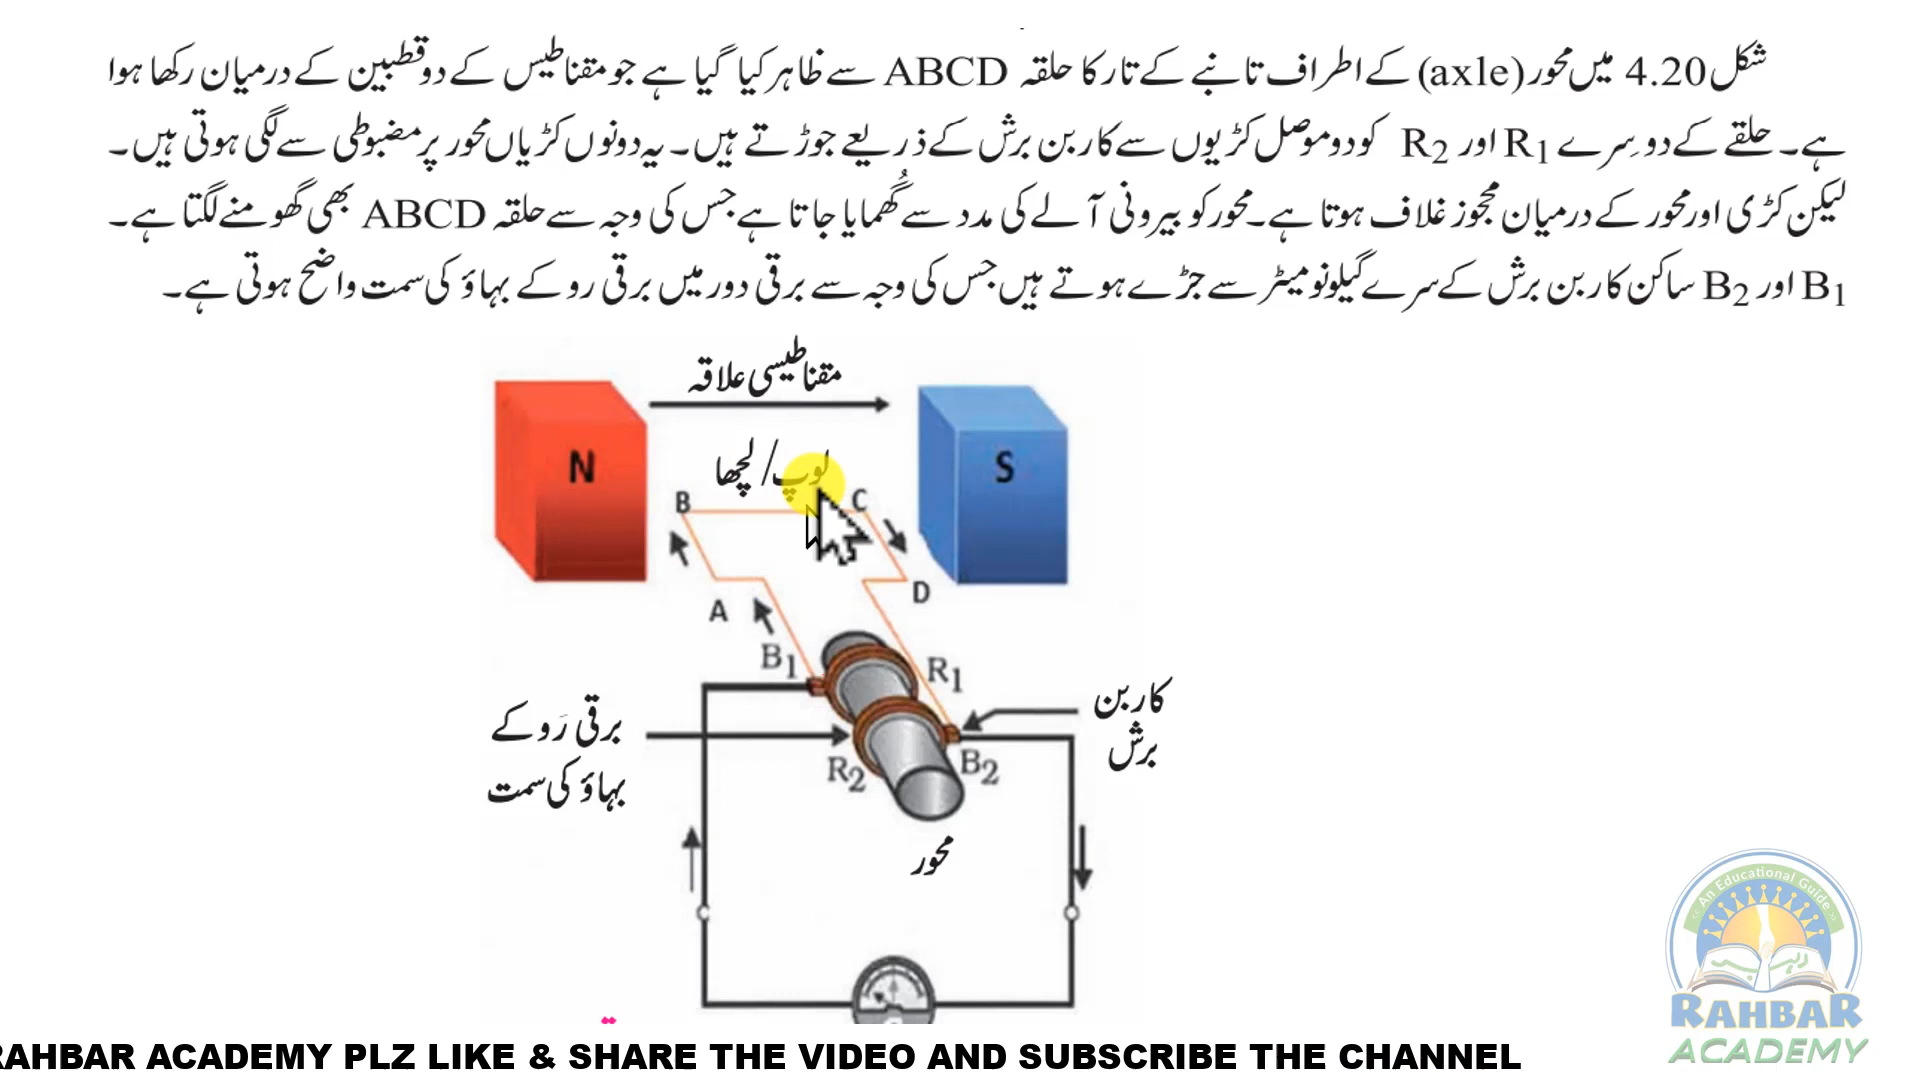 شکل 4.20 میں محور (axle) کے اطراف تانبے کے تار کا حلقہ ABCD سے ظاہر کیا گیا ہے جو مقناطیس کے دو قطبین کے درمیان رکھا ہوا
ہے۔ حلقے کے دو سِرے R1 اور R2 کو دو موصل کڑیوں سے کاربن برش کے ذریعے جوڑتے ہیں۔ یہ دونوں کڑیاں محور پر مضبوطی سے لگی ہوتی ہیں۔
لیکن کڑی اور محور کے درمیان مجوز غلاف ہوتا ہے۔ محور کو بیرونی آلے کی مدد سے گُھمایا جاتا ہے جس کی وجہ سے حلقہ ABCD بھی گھومنے لگتا ہے۔
B1 اور B2 ساکن کاربن برش کے سرے گیلونومیٹر سے جڑے ہوتے ہیں جس کی وجہ سے برقی دور میں برقی رو کے بہاؤ کی سمت واضح ہوتی ہے۔
مقناطیسی علاقہ
N
S
لوپ/لچھا
B
C
A
D
B1
R1
کاربن
برش
برقی رَو کے
بہاؤ کی سمت
R2
B2
محور
An Educational Guide
رہبر
RAHBAR
ACADEMY
RAHBAR ACADEMY PLZ LIKE & SHARE THE VIDEO AND SUBSCRIBE THE CHANNEL